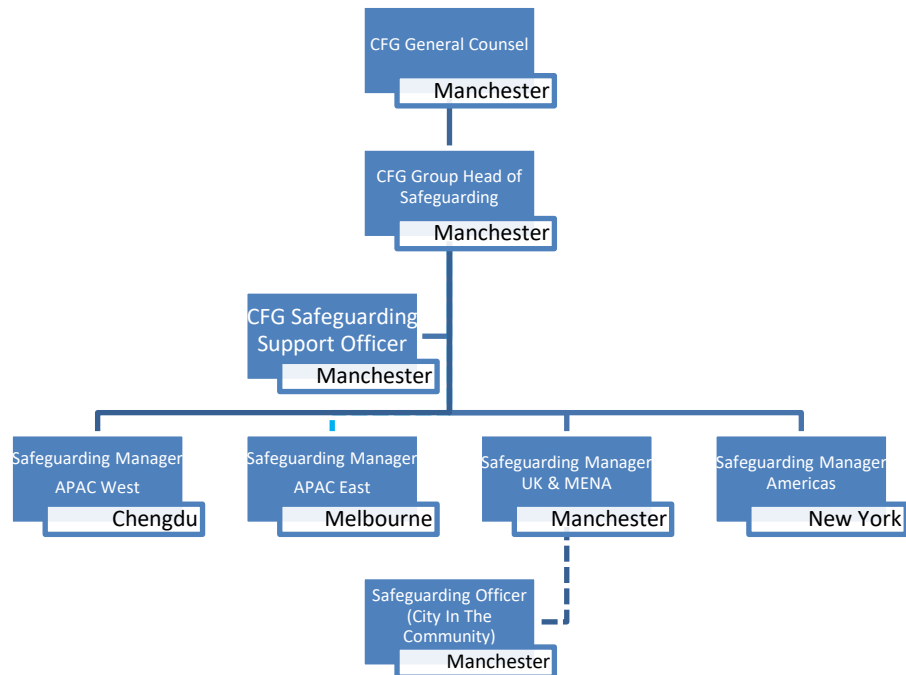 CFG General Counsel
Manchester
CFG Group Head of
Safeguarding
Manchester
CFG Safeguarding
Support Officer
Manchester
Safeguarding Manager
APAC West
Chengdu
Safeguarding Manager
APAC East
Melbourne
Safeguarding Manager
UK & MENA
Manchester
Safeguarding Manager
Americas
New York
Safeguarding Officer
(City In The
Community)
Manchester